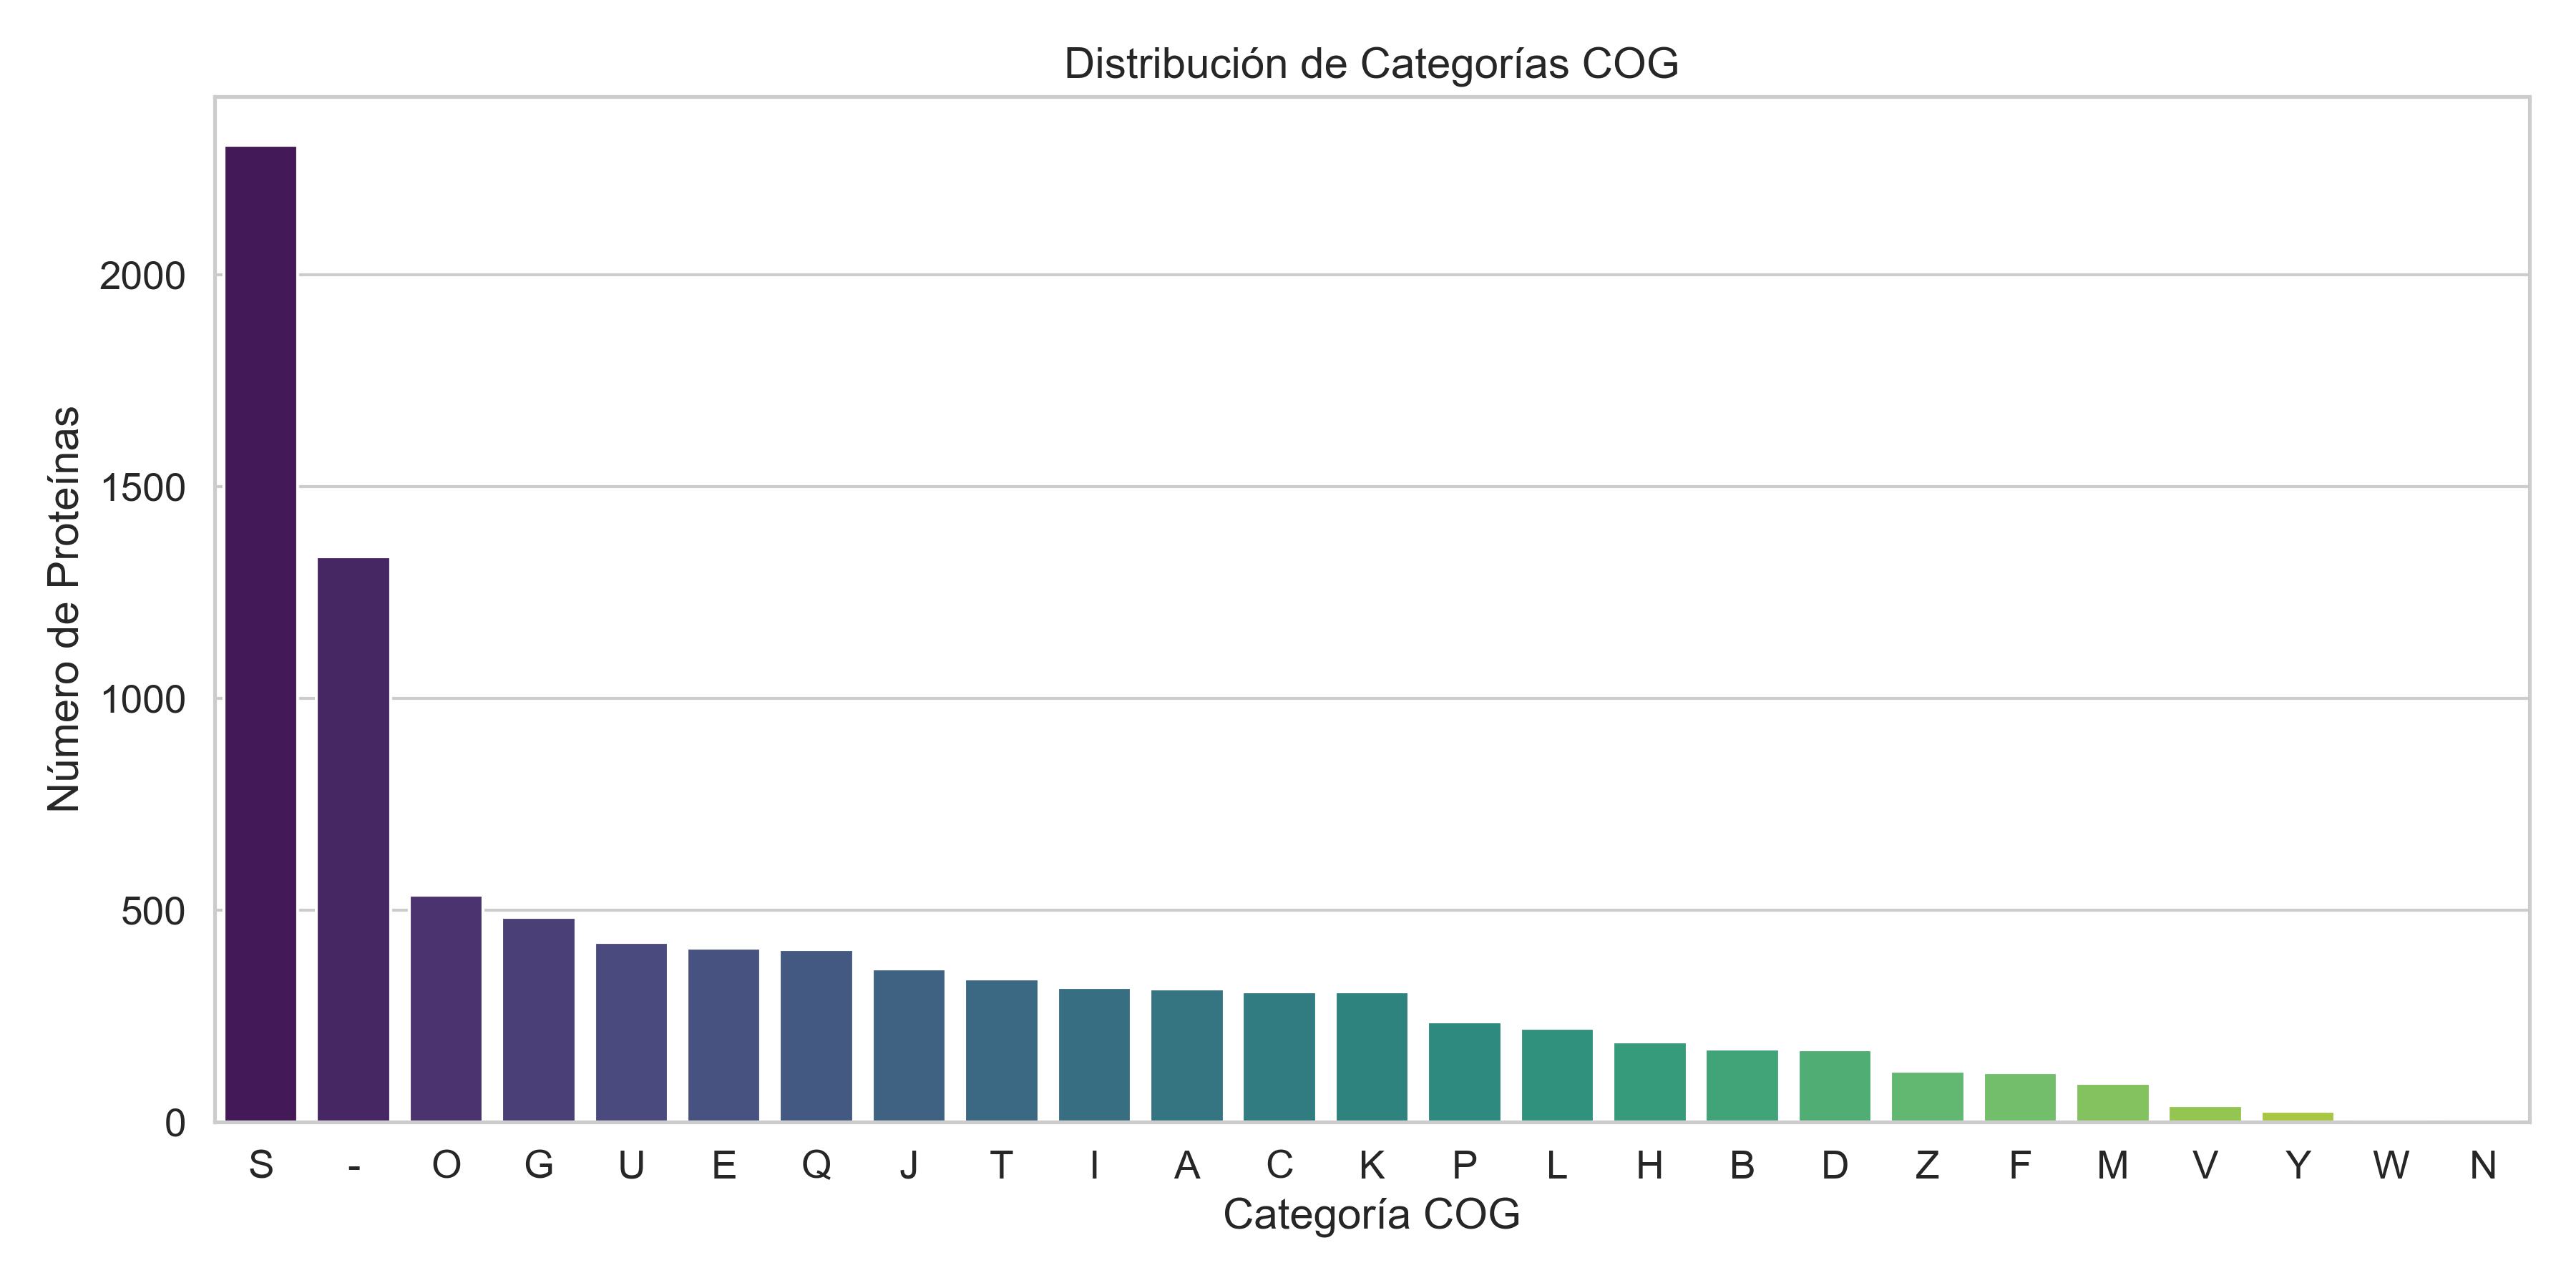 Distribución de Categorías COG
Número de Proteínas
2000
1500
1000
500
0
S - O G U E Q J T I A C K P L H B D Z F M V Y W N
Categoría COG